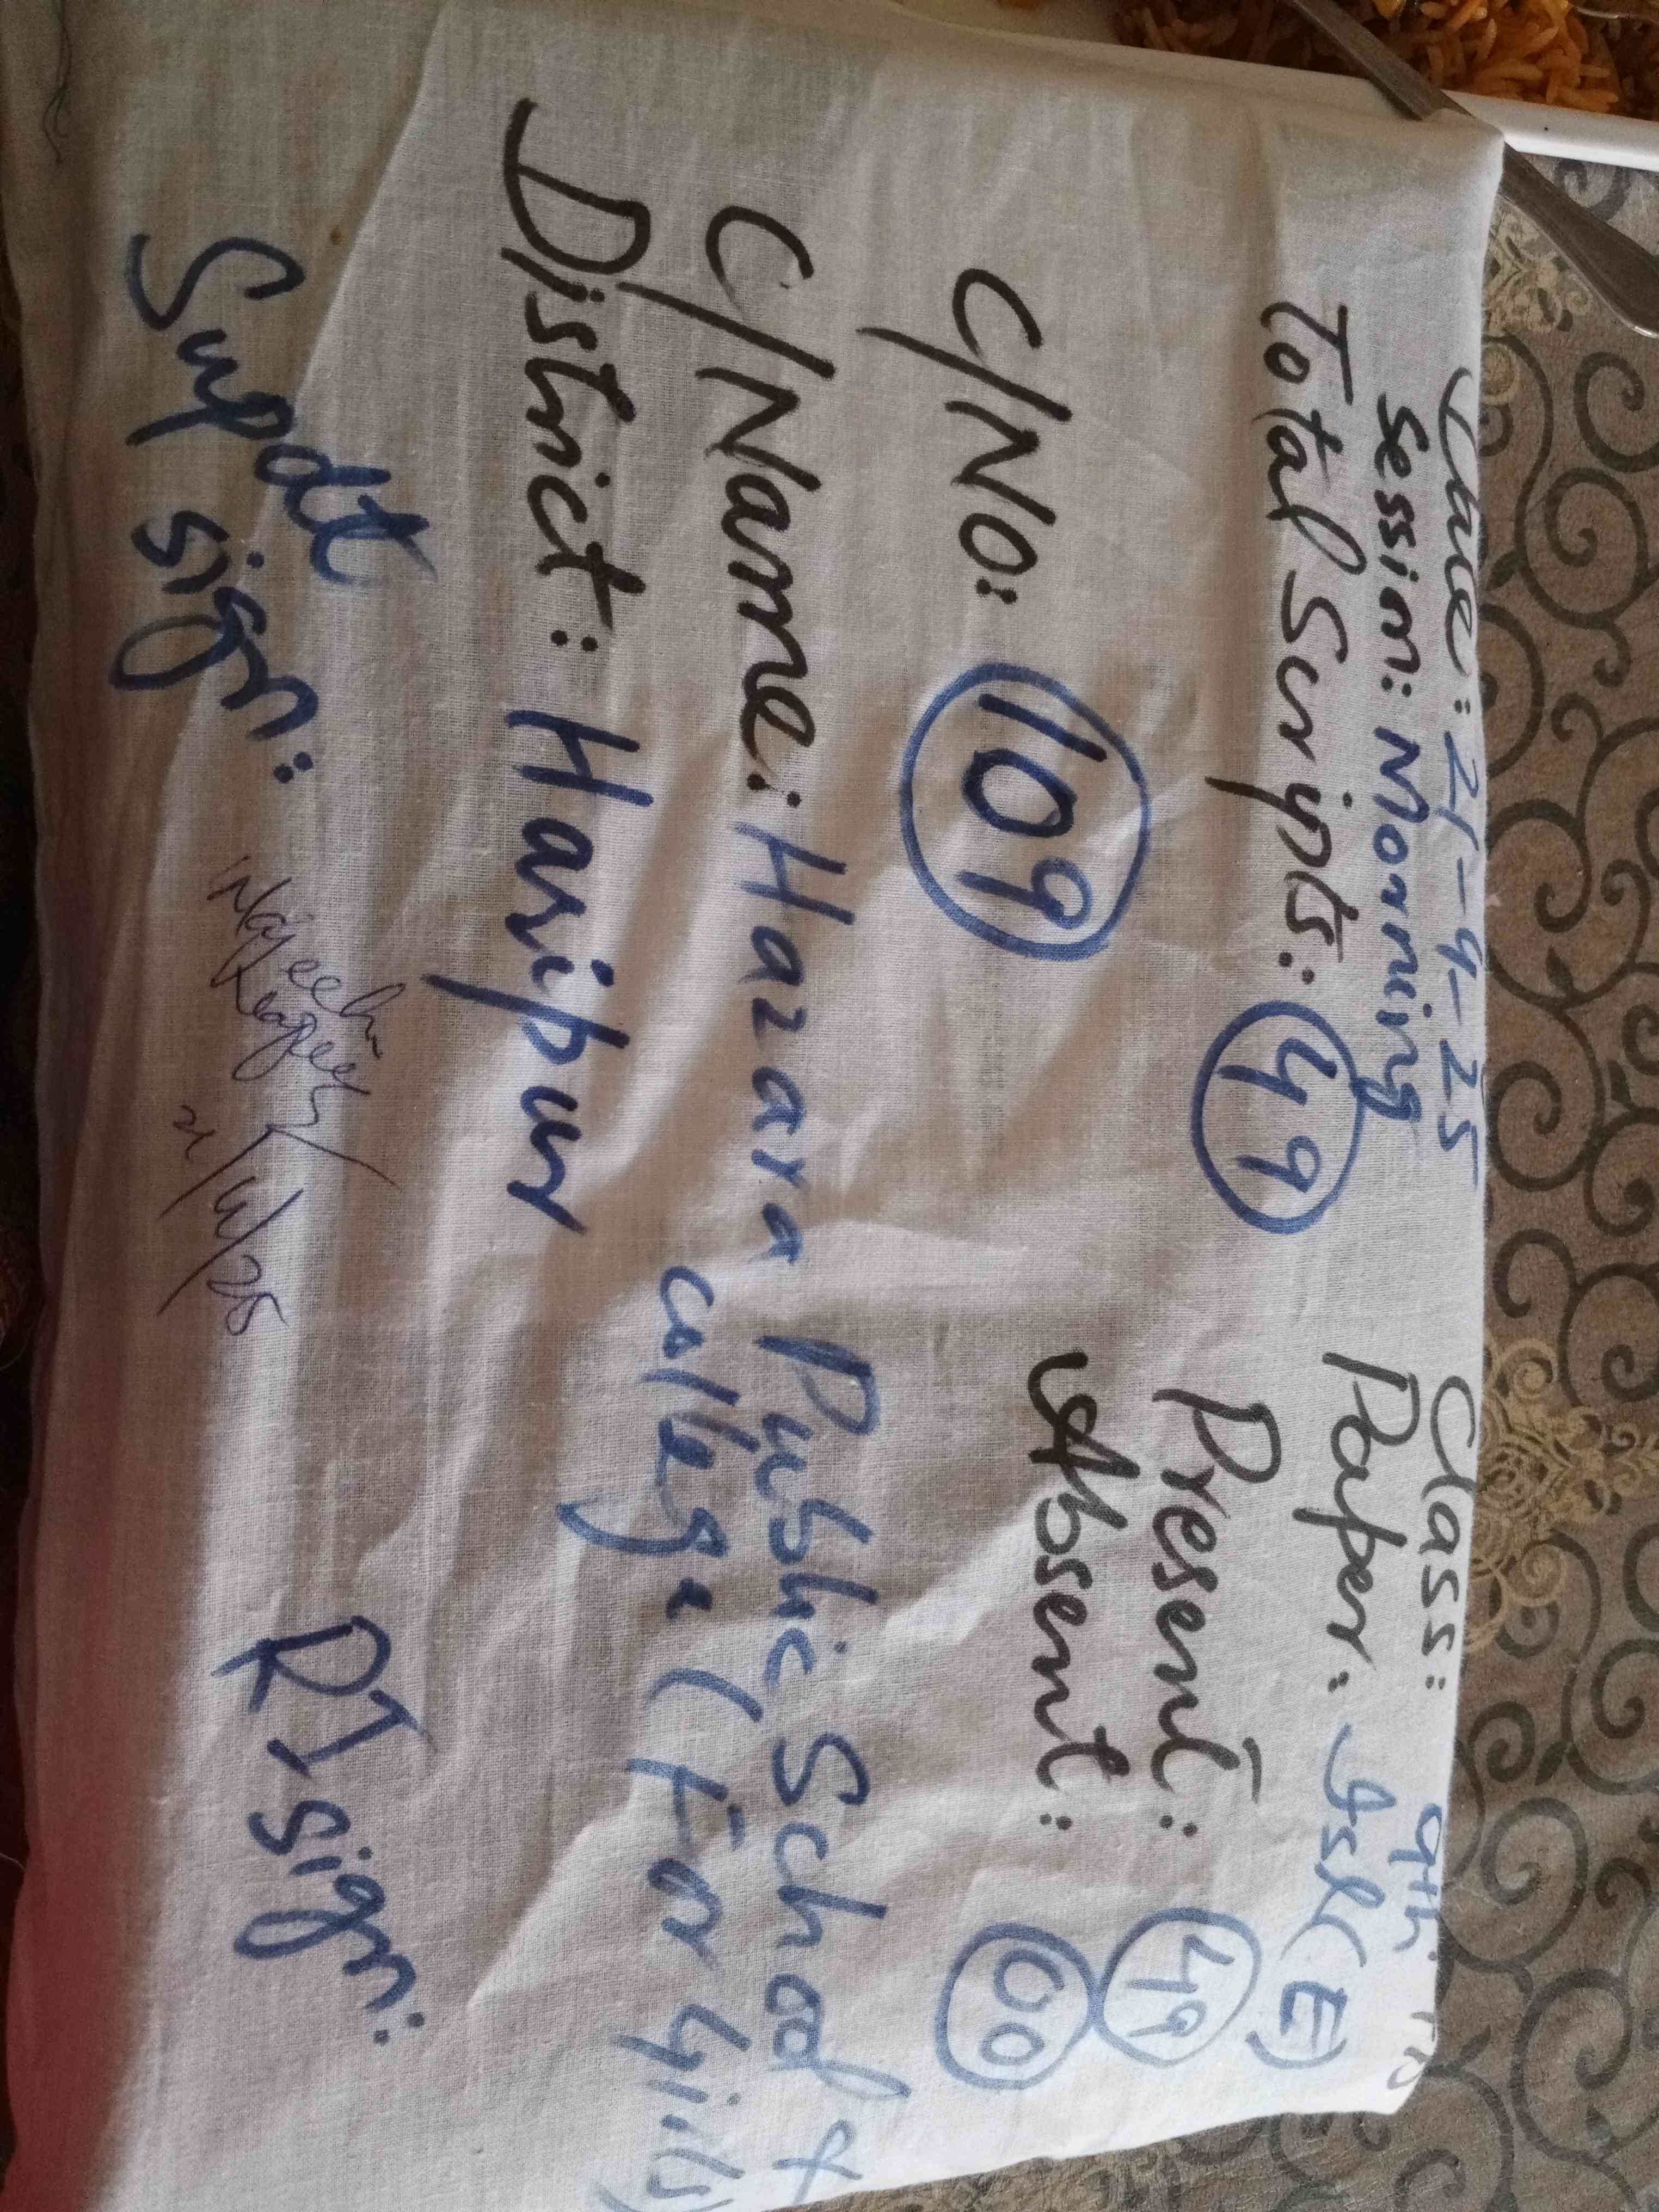 Date: 21-4-25 Class: 9th
Session: Morning Paper: Isl(E)
Total Scripts: 49 Present: 49
C/No: 109 Absent: 00
C/Name: Hazara Public School &
College (For Girls)
District: Haripur
Supdt sign: RI sign: